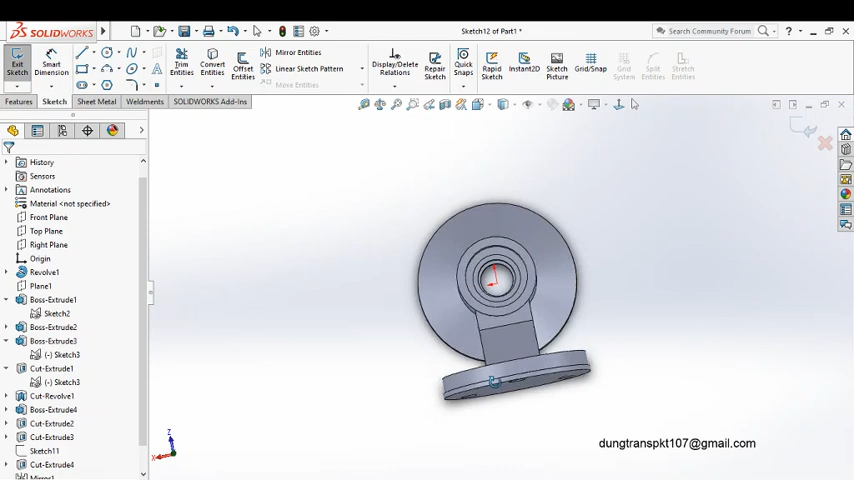 SOLIDWORKS
Sketch12 of Part1 *
Search Community Forum
?
Exit Sketch
Smart Dimension
Trim Entities
Convert Entities
Offset Entities
Mirror Entities
Linear Sketch Pattern
Move Entities
Display/Delete Relations
Repair Sketch
Quick Snaps
Rapid Sketch
Instant2D
Sketch Picture
Grid/Snap
Grid System
Split Entities
Stretch Entities
Features
Sketch
Sheet Metal
Weldments
SOLIDWORKS Add-Ins
History
Sensors
Annotations
Material <not specified>
Front Plane
Top Plane
Right Plane
Origin
Revolve1
Plane1
Boss-Extrude1
Sketch2
Boss-Extrude2
Boss-Extrude3
(-) Sketch3
Cut-Extrude1
(-) Sketch3
Cut-Revolve1
Boss-Extrude4
Cut-Extrude2
Cut-Extrude3
Sketch11
Cut-Extrude4
Mirror1
Z
X
dungtranspkt107@gmail.com